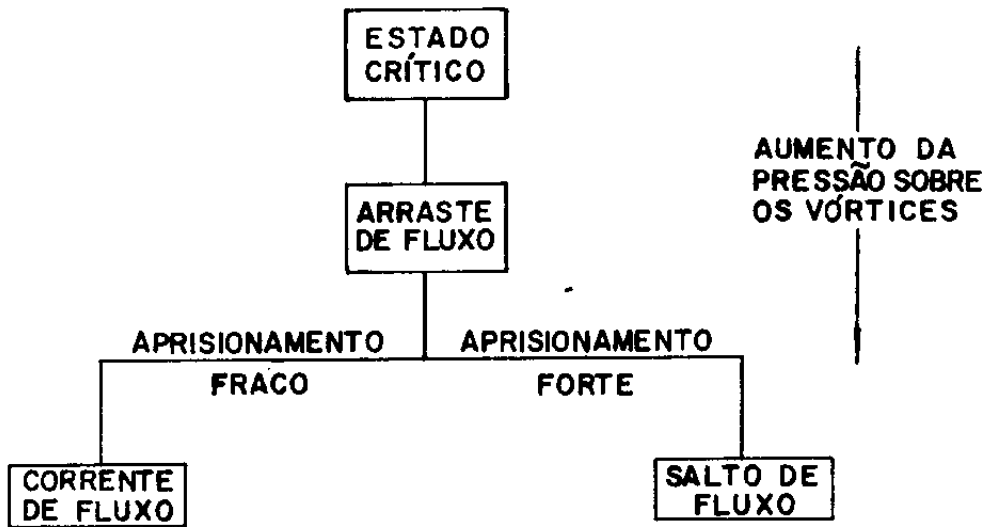 ESTADO
CRÍTICO
AUMENTO DA
PRESSÃO SOBRE
OS VÓRTICES
ARRASTE
DE FLUXO
APRISIONAMENTO
FRACO
APRISIONAMENTO
FORTE
CORRENTE
DE FLUXO
SALTO DE
FLUXO